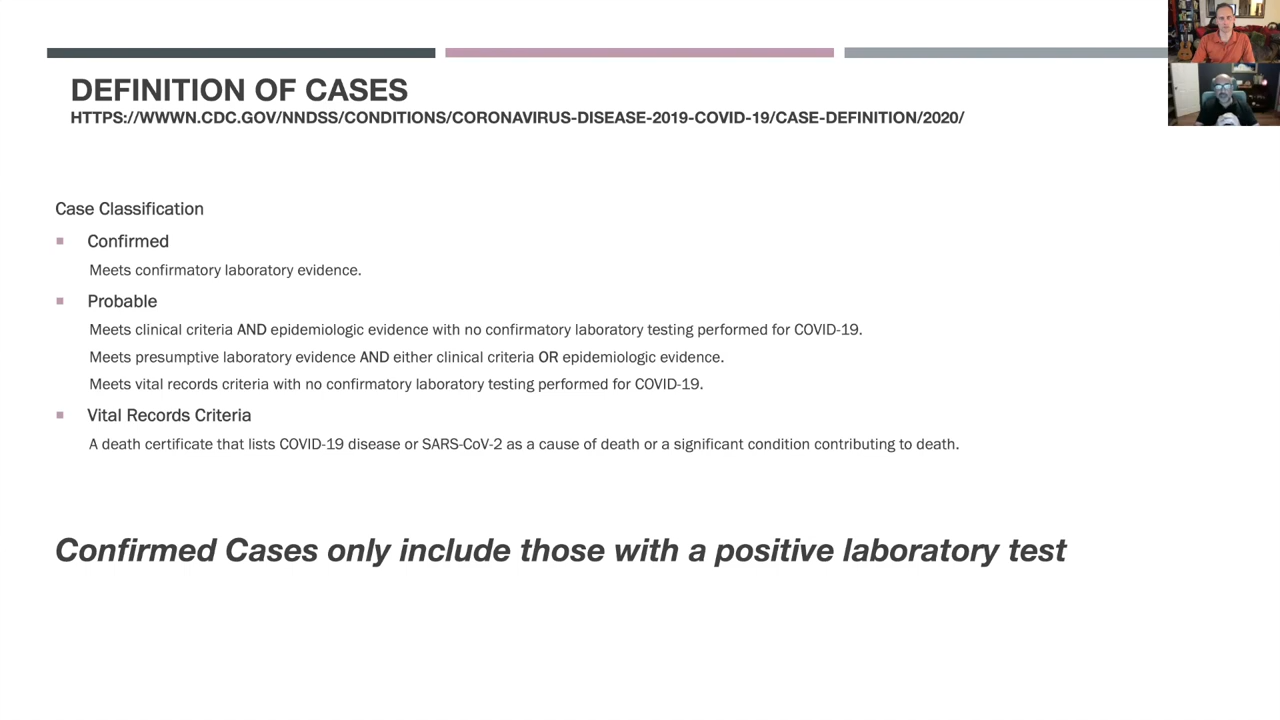 DEFINITION OF CASES
HTTPS://WWWN.CDC.GOV/NNDSS/CONDITIONS/CORONAVIRUS-DISEASE-2019-COVID-19/CASE-DEFINITION/2020/
Case Classification
Confirmed
Meets confirmatory laboratory evidence.
Probable
Meets clinical criteria AND epidemiologic evidence with no confirmatory laboratory testing performed for COVID-19.
Meets presumptive laboratory evidence AND either clinical criteria OR epidemiologic evidence.
Meets vital records criteria with no confirmatory laboratory testing performed for COVID-19.
Vital Records Criteria
A death certificate that lists COVID-19 disease or SARS-CoV-2 as a cause of death or a significant condition contributing to death.
Confirmed Cases only include those with a positive laboratory test